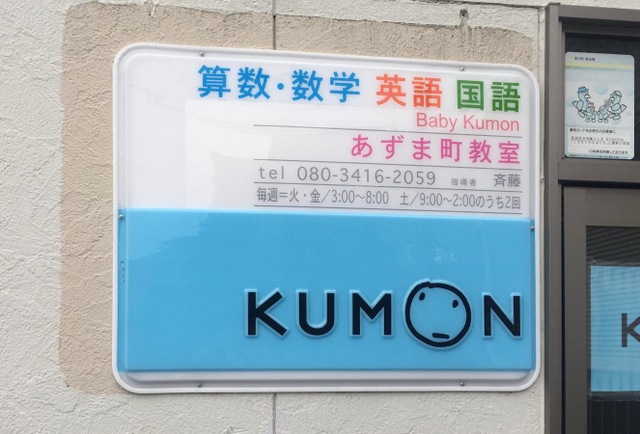 算数・数学 英語 国語
Baby Kumon
あずま町教室
tel 080-3416-2059 指導者 斉藤
毎週＝火・金/3:00〜8:00 土/9:00〜2:00のうち2回
KUMON
K